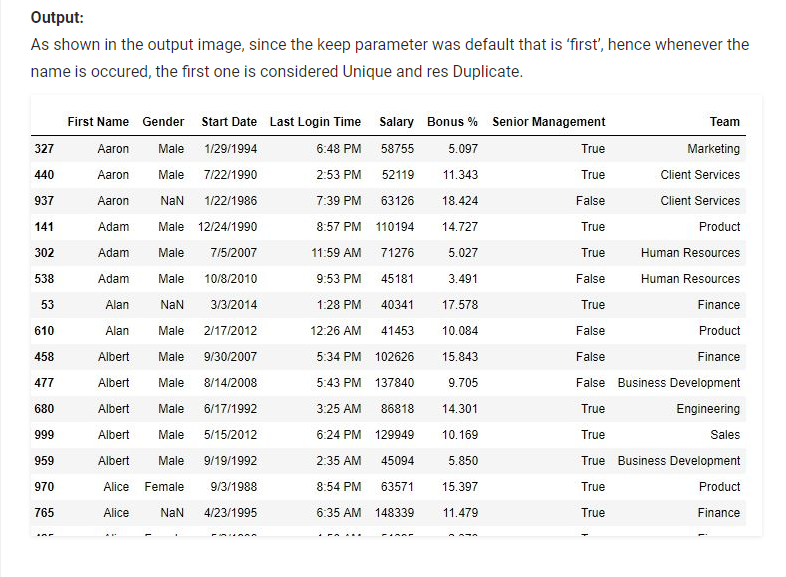 Output:
As shown in the output image, since the keep parameter was default that is ‘first’, hence whenever the
name is occured, the first one is considered Unique and res Duplicate.
First Name Gender Start Date Last Login Time Salary Bonus % Senior Management Team
327 Aaron Male 1/29/1994 6:48 PM 58755 5.097 True Marketing
440 Aaron Male 7/22/1990 2:53 PM 52119 11.343 True Client Services
937 Aaron NaN 1/22/1986 7:39 PM 63126 18.424 False Client Services
141 Adam Male 12/24/1990 8:57 PM 110194 14.727 True Product
302 Adam Male 7/5/2007 11:59 AM 71276 5.027 True Human Resources
538 Adam Male 10/8/2010 9:53 PM 45181 3.491 False Human Resources
53 Alan NaN 3/3/2014 1:28 PM 40341 17.578 True Finance
610 Alan Male 2/17/2012 12:26 AM 41453 10.084 False Product
458 Albert Male 9/30/2007 5:34 PM 102626 15.843 False Finance
477 Albert Male 8/14/2008 5:43 PM 137840 9.705 False Business Development
680 Albert Male 6/17/1992 3:25 AM 86818 14.301 True Engineering
999 Albert Male 5/15/2012 6:24 PM 129949 10.169 True Sales
959 Albert Male 9/19/1992 2:35 AM 45094 5.850 True Business Development
970 Alice Female 9/3/1988 8:54 PM 63571 15.397 True Product
765 Alice NaN 4/23/1995 6:35 AM 148339 11.479 True Finance